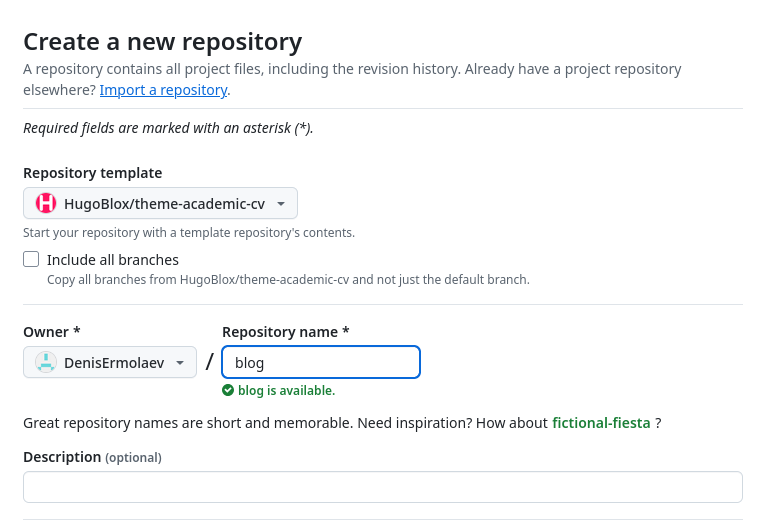 Create a new repository
A repository contains all project files, including the revision history. Already have a project repository
elsewhere? Import a repository.
Required fields are marked with an asterisk (*).
Repository template
HugoBlox/theme-academic-cv
Start your repository with a template repository's contents.
Include all branches
Copy all branches from HugoBlox/theme-academic-cv and not just the default branch.
Owner * Repository name *
DenisErmolaev / blog
blog is available.
Great repository names are short and memorable. Need inspiration? How about fictional-fiesta ?
Description (optional)